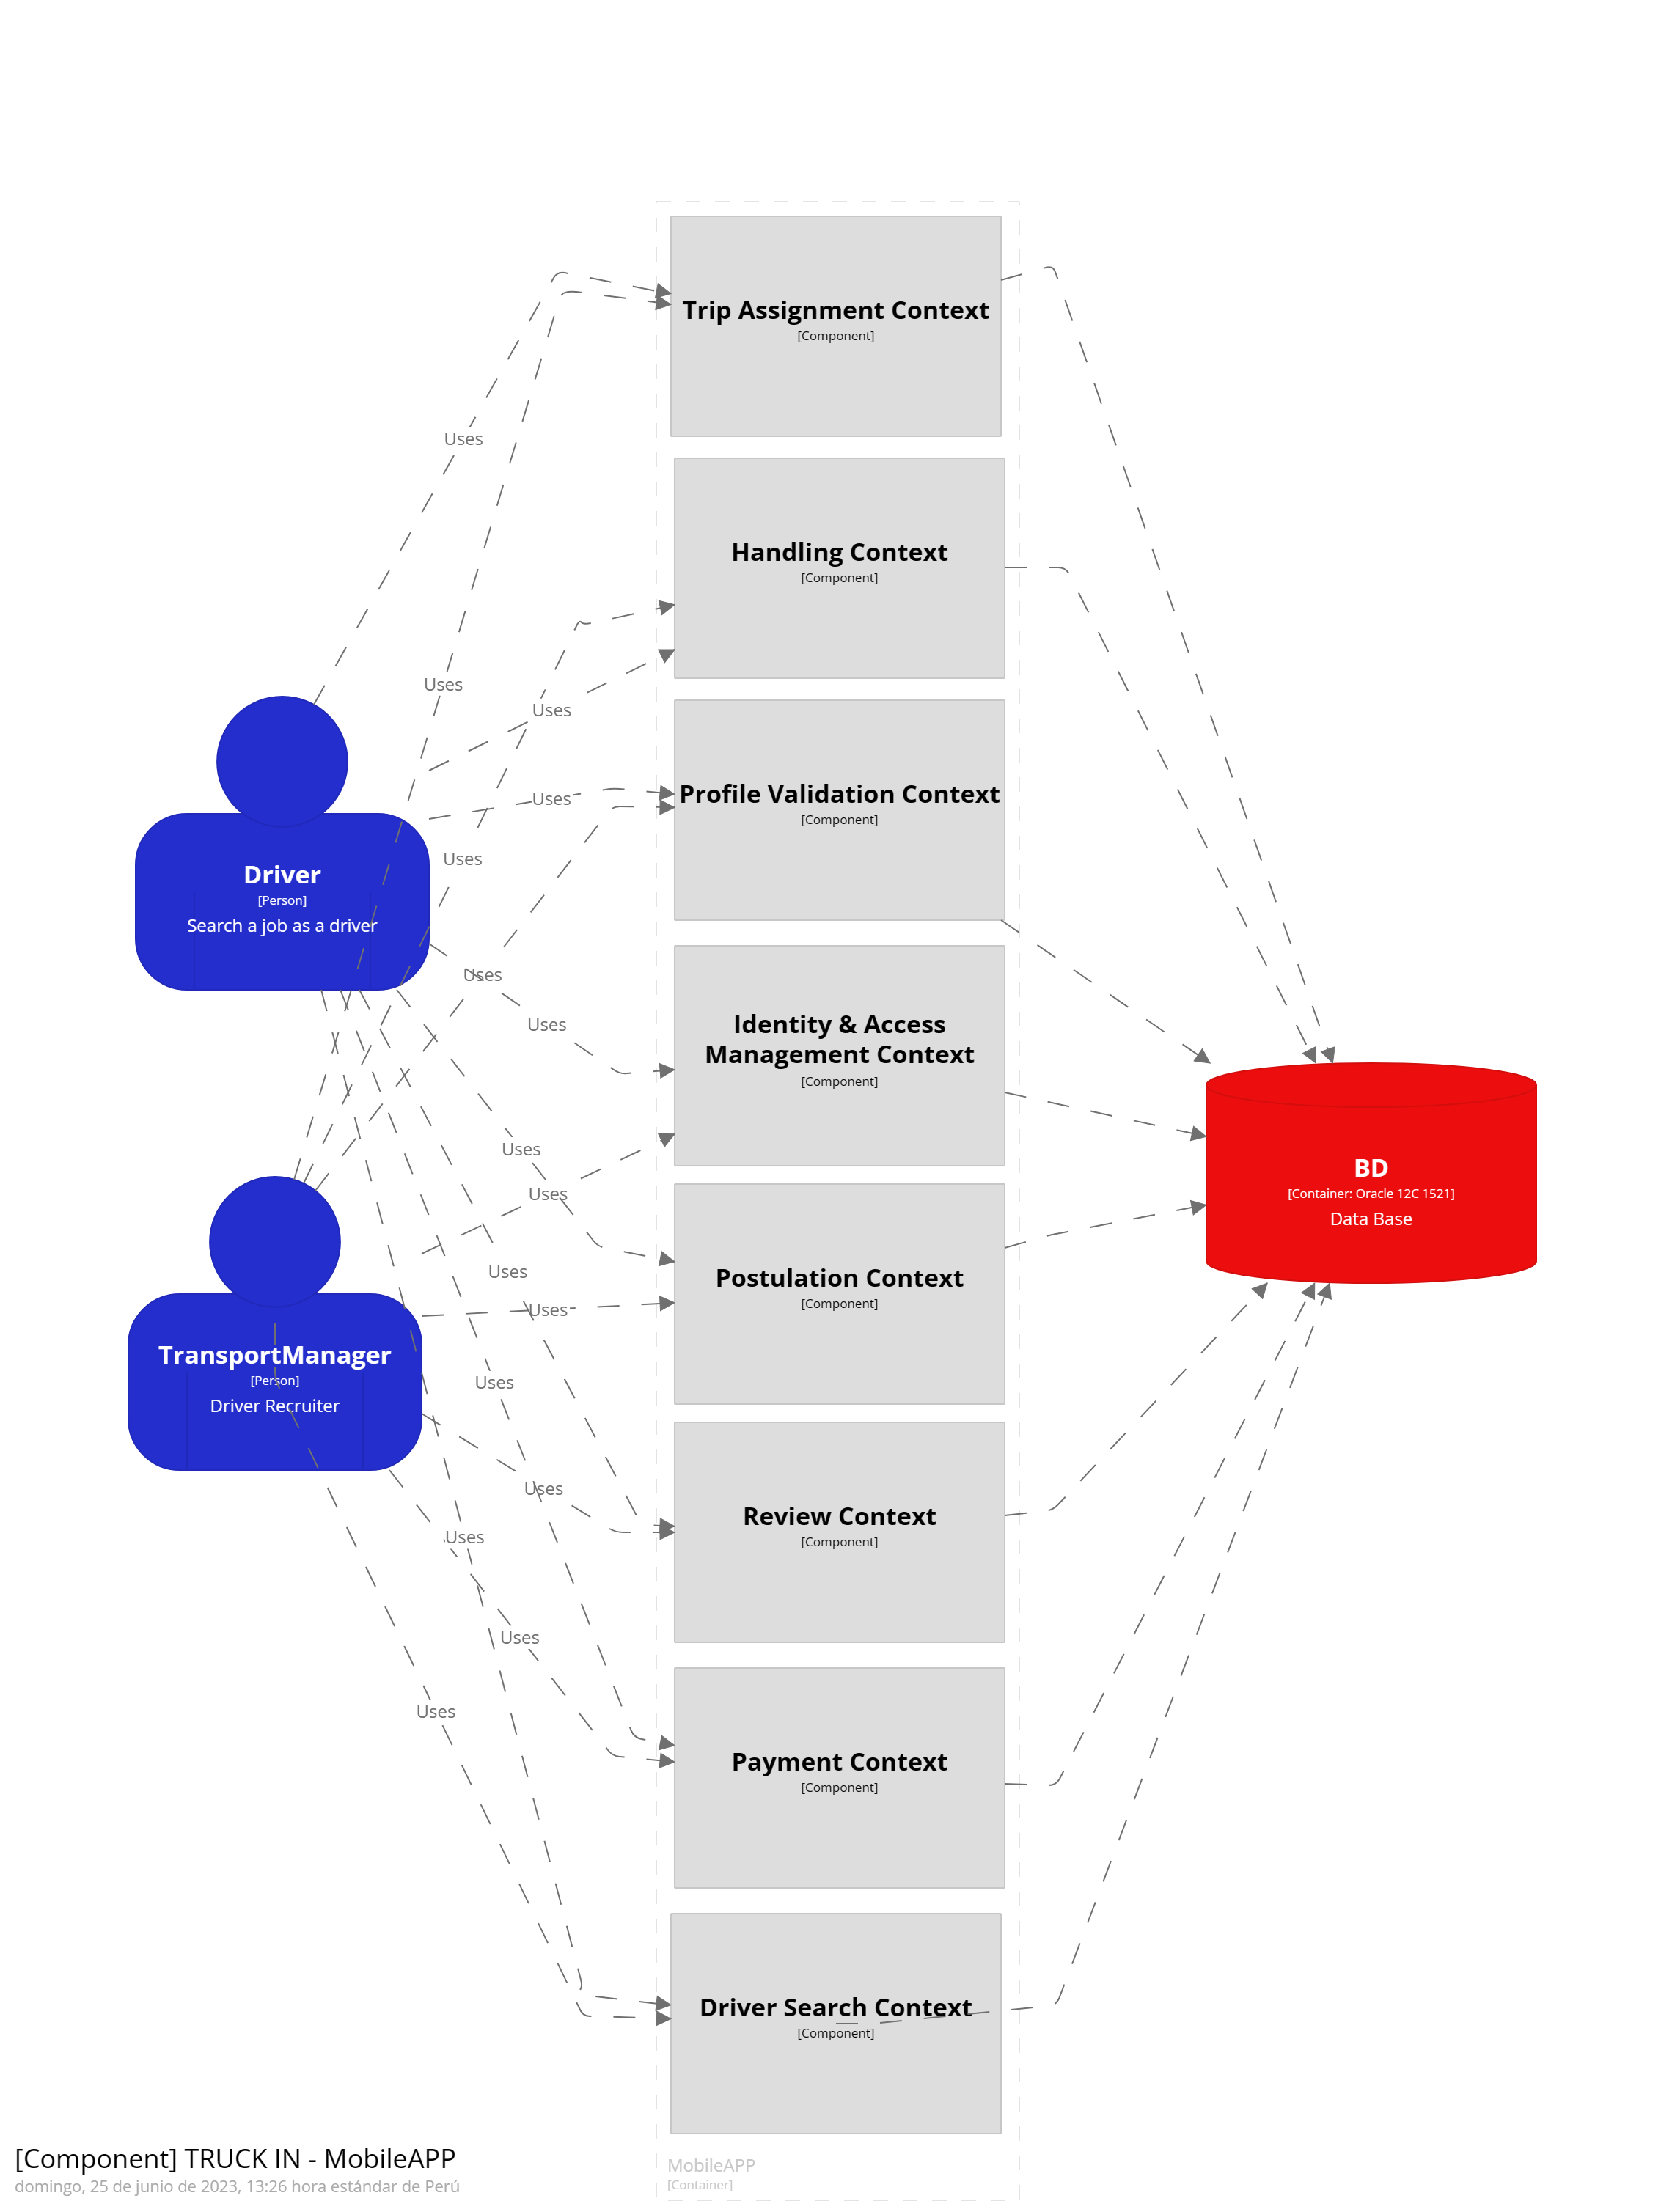 Trip Assignment Context
[Component]
Uses
Handling Context
[Component]
Uses
Uses
Profile Validation Context
[Component]
Uses
Uses
Driver
[Person]
Search a job as a driver
Uses
Uses
Identity & Access
Management Context
[Component]
Uses
Uses
BD
[Container: Oracle 12C 1521]
Data Base
Uses
Uses
Postulation Context
[Component]
TransportManager
[Person]
Driver Recruiter
Uses
Uses
Review Context
[Component]
Uses
Uses
Uses
Payment Context
[Component]
Driver Search Context
[Component]
MobileAPP
[Container]
[Component] TRUCK IN - MobileAPP
domingo, 25 de junio de 2023, 13:26 hora estándar de Perú